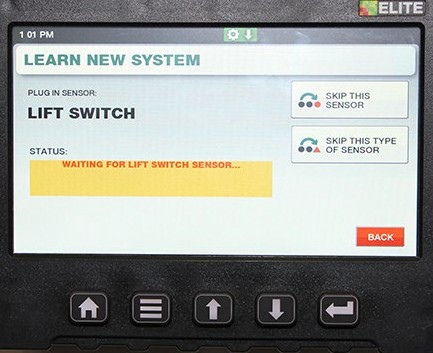 ELITE
1 01 PM
LEARN NEW SYSTEM
PLUG IN SENSOR:
LIFT SWITCH
SKIP THIS
SENSOR
SKIP THIS TYPE
OF SENSOR
STATUS:
WAITING FOR LIFT SWITCH SENSOR...
BACK